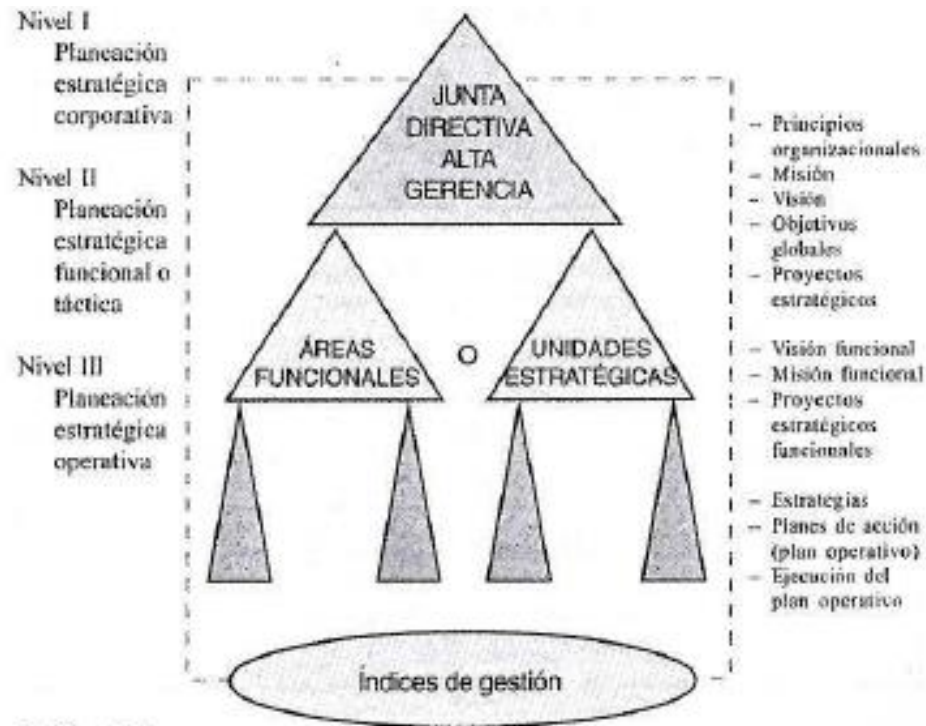 Nivel I
Planeación
estratégica
corporativa
Nivel II
Planeación
estratégica
funcional o
táctica
Nivel III
Planeación
estratégica
operativa
JUNTA
DIRECTIVA
ALTA
GERENCIA
ÁREAS
FUNCIONALES
O
UNIDADES
ESTRATÉGICAS
Índices de gestión
– Principios
organizacionales
– Misión
– Visión
– Objetivos
globales
– Proyectos
estratégicos
– Visión funcional
– Misión funcional
– Proyectos
estratégicos
funcionales
– Estrategias
– Planes de acción
(plan operativo)
– Ejecución del
plan operativo